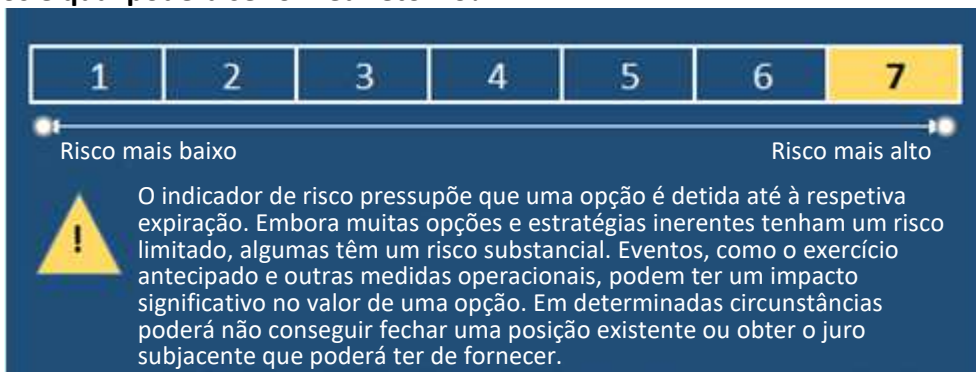 1 2 3 4 5 6 7
Risco mais baixo Risco mais alto
O indicador de risco pressupõe que uma opção é detida até à respetiva
expiração. Embora muitas opções e estratégias inerentes tenham um risco
limitado, algumas têm um risco substancial. Eventos, como o exercício
antecipado e outras medidas operacionais, podem ter um impacto
significativo no valor de uma opção. Em determinadas circunstâncias
poderá não conseguir fechar uma posição existente ou obter o juro
subjacente que poderá ter de fornecer.